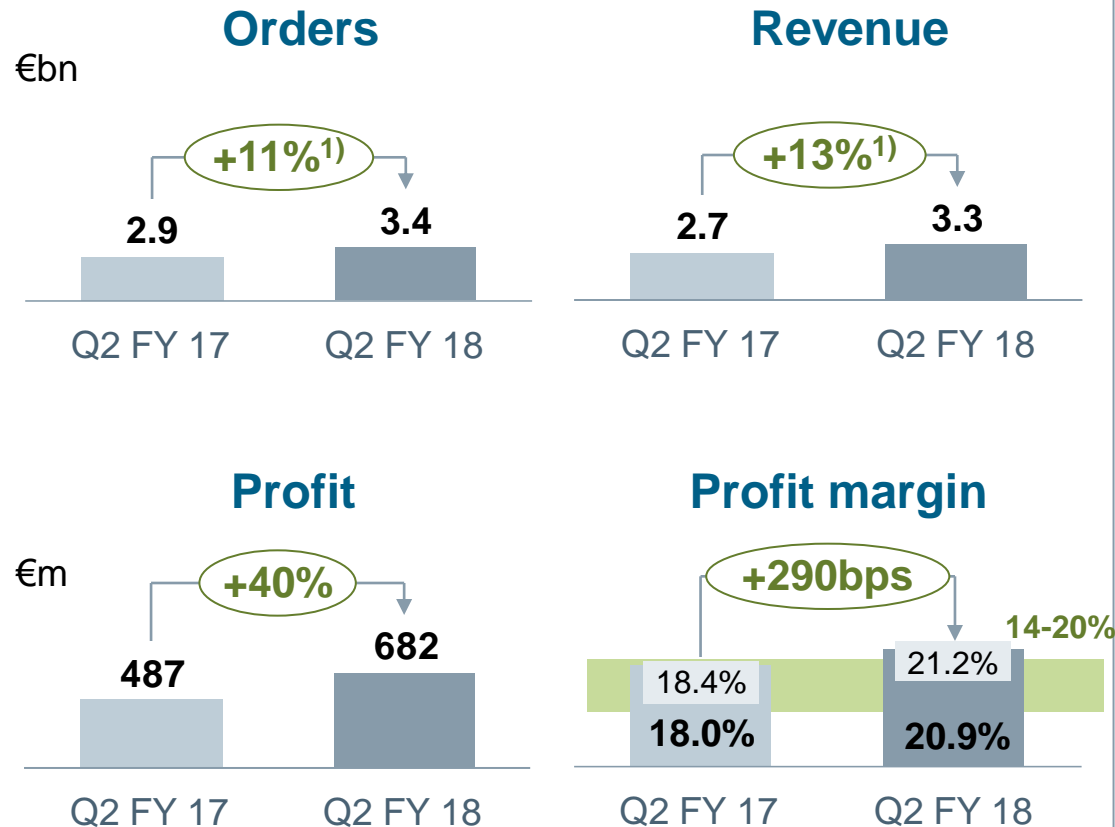 Orders
€bn
+11%1)
2.9
3.4
Q2 FY 17
Q2 FY 18
Revenue
+13%1)
2.7
3.3
Q2 FY 17
Q2 FY 18
Profit
€m
+40%
487
682
Q2 FY 17
Q2 FY 18
Profit margin
+290bps
14-20%
18.4%
21.2%
18.0%
20.9%
Q2 FY 17
Q2 FY 18